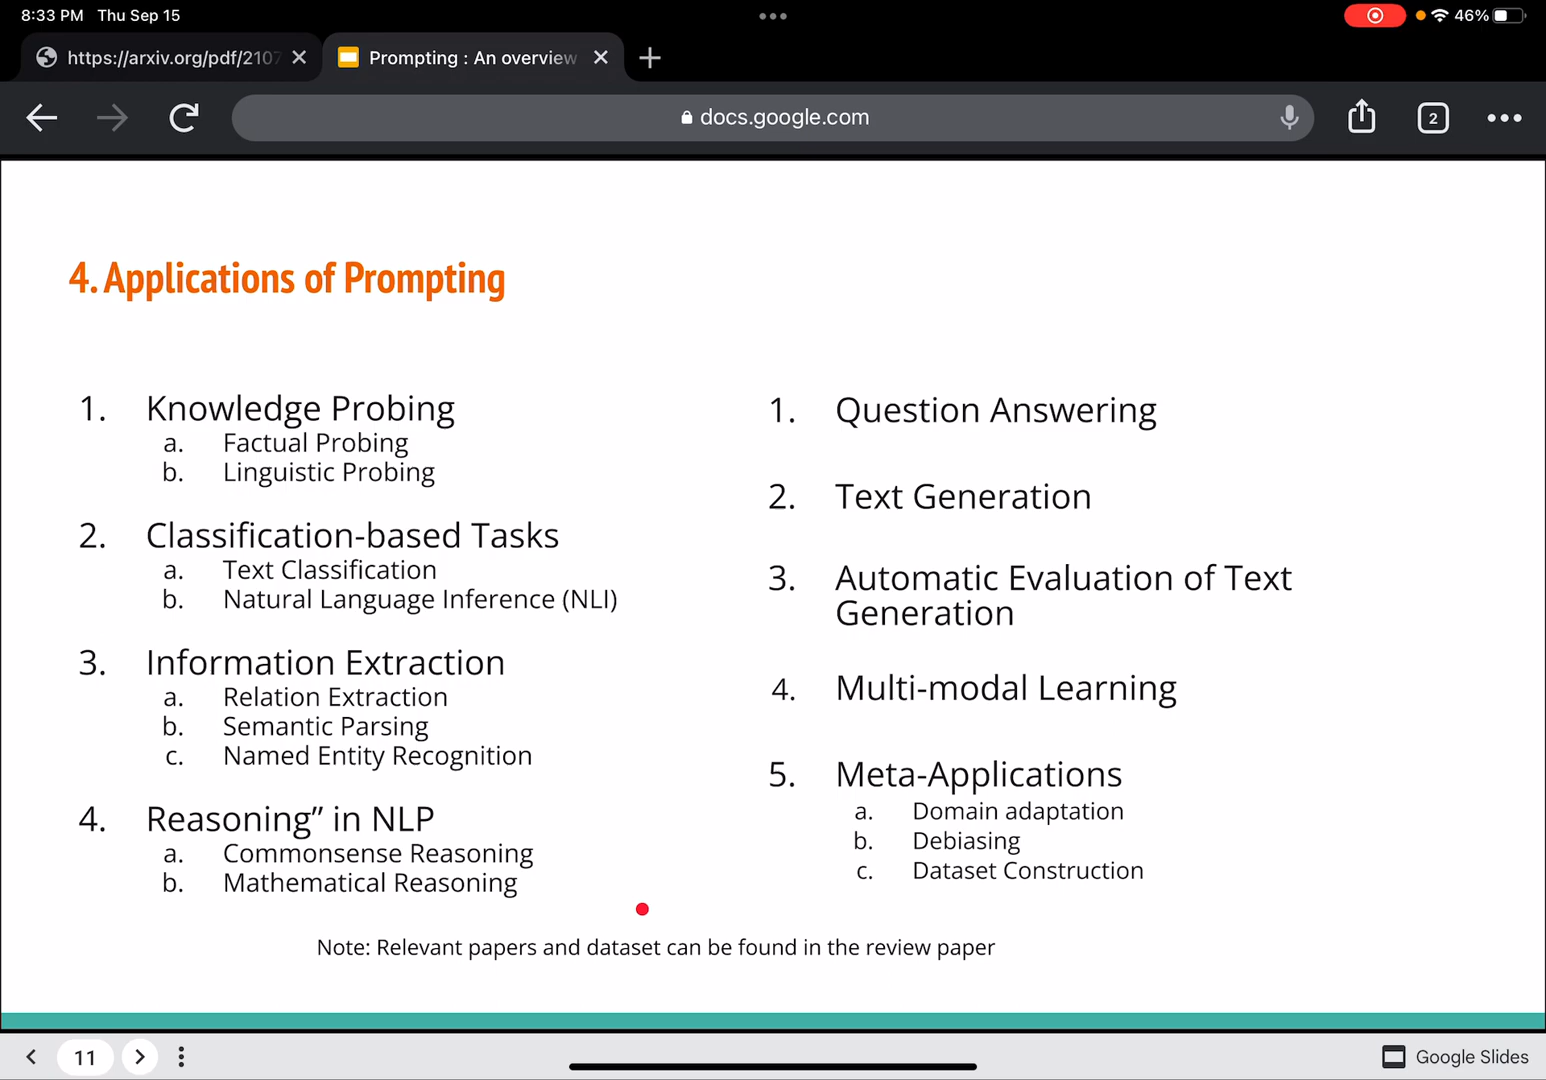 8:33 PM Thu Sep 15
46%
https://arxiv.org/pdf/2107
Prompting : An overview
docs.google.com
2
4. Applications of Prompting
1. Knowledge Probing
a. Factual Probing
b. Linguistic Probing
2. Classification-based Tasks
a. Text Classification
b. Natural Language Inference (NLI)
3. Information Extraction
a. Relation Extraction
b. Semantic Parsing
c. Named Entity Recognition
4. Reasoning” in NLP
a. Commonsense Reasoning
b. Mathematical Reasoning
1. Question Answering
2. Text Generation
3. Automatic Evaluation of Text
Generation
4. Multi-modal Learning
5. Meta-Applications
a. Domain adaptation
b. Debiasing
c. Dataset Construction
Note: Relevant papers and dataset can be found in the review paper
11
Google Slides